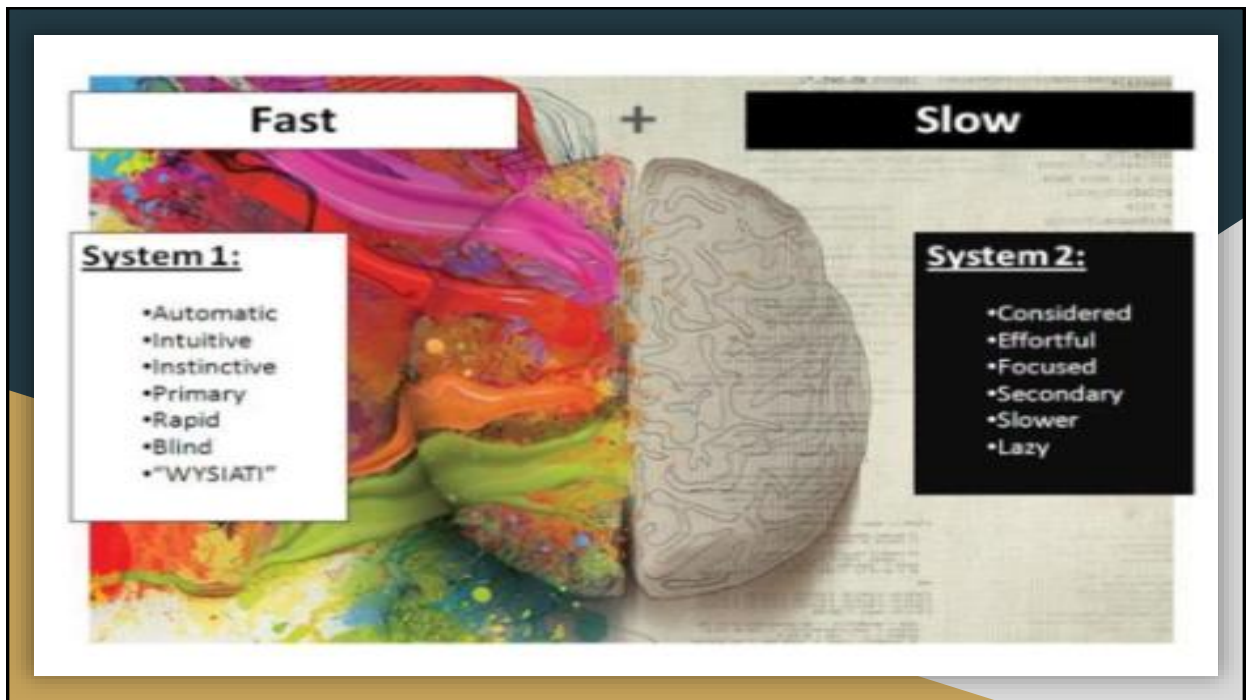 Fast
+
Slow
System 1:
•Automatic
•Intuitive
•Instinctive
•Primary
•Rapid
•Blind
•"WYSIATI"
System 2:
•Considered
•Effortful
•Focused
•Secondary
•Slower
•Lazy